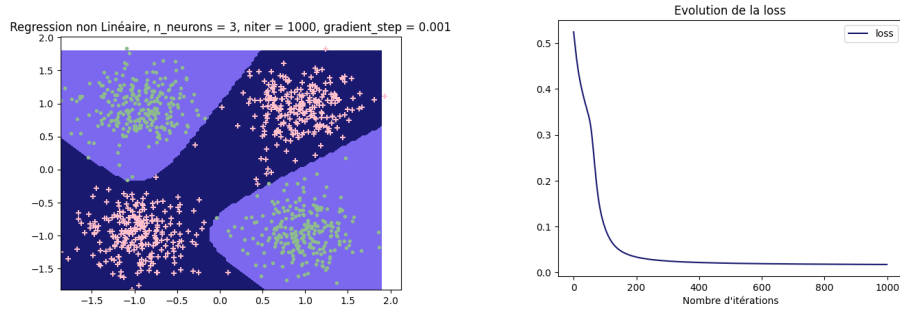 Regression non Linéaire, n_neurons = 3, niter = 1000, gradient_step = 0.001
2.0
1.5
1.0
0.5
0.0
−0.5
−1.0
−1.5
−1.5 −1.0 −0.5 0.0 0.5 1.0 1.5 2.0
Evolution de la loss
loss
0.5
0.4
0.3
0.2
0.1
0.0
0 200 400 600 800 1000
Nombre d'itérations